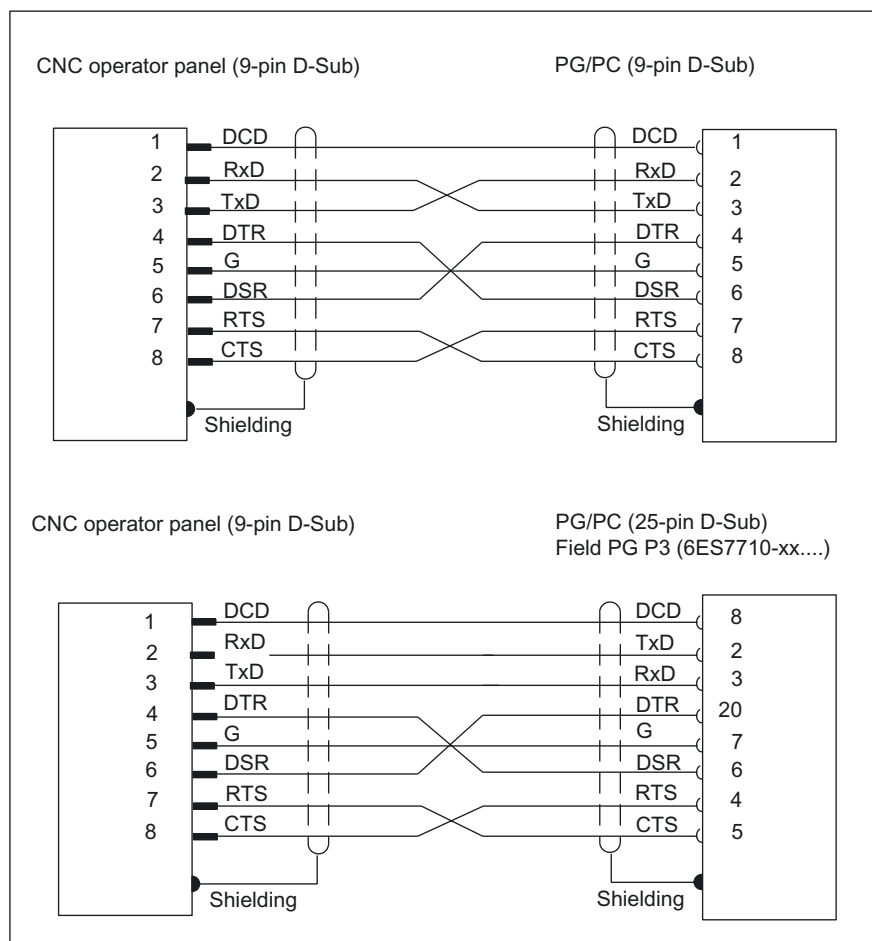 CNC operator panel (9-pin D-Sub) PG/PC (9-pin D-Sub)
1 DCD DCD 1
2 RxD RxD 2
3 TxD TxD 3
4 DTR DTR 4
5 G G 5
6 DSR DSR 6
7 RTS RTS 7
8 CTS CTS 8
Shielding Shielding
CNC operator panel (9-pin D-Sub) PG/PC (25-pin D-Sub)
Field PG P3 (6ES7710-xx....)
1 DCD DCD 8
2 RxD TxD 2
3 TxD RxD 3
4 DTR DTR 20
5 G G 7
6 DSR DSR 6
7 RTS RTS 4
8 CTS CTS 5
Shielding Shielding